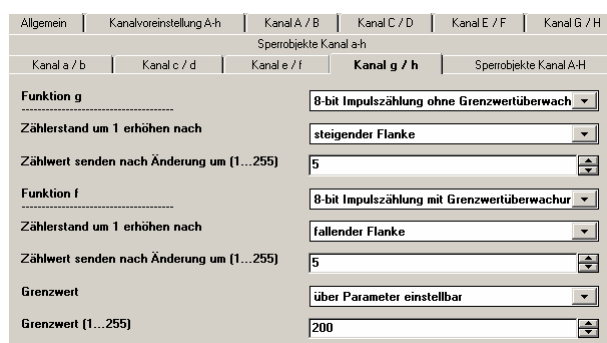 Allgemein Kanalvoreinstellung A-h Kanal A / B Kanal C / D Kanal E / F Kanal G / H
Sperrobjekte Kanal a-h
Kanal a / b Kanal c / d Kanal e / f Kanal g / h Sperrobjekte Kanal A-H
Funktion g 8-bit Impulszählung ohne Grenzwertüberwach
----------------------------------
Zählerstand um 1 erhöhen nach steigender Flanke
Zählwert senden nach Änderung um (1...255) 5
Funktion f 8-bit Impulszählung mit Grenzwertüberwachur
----------------------------------
Zählerstand um 1 erhöhen nach fallender Flanke
Zählwert senden nach Änderung um (1...255) 5
Grenzwert über Parameter einstellbar
Grenzwert (1...255) 200